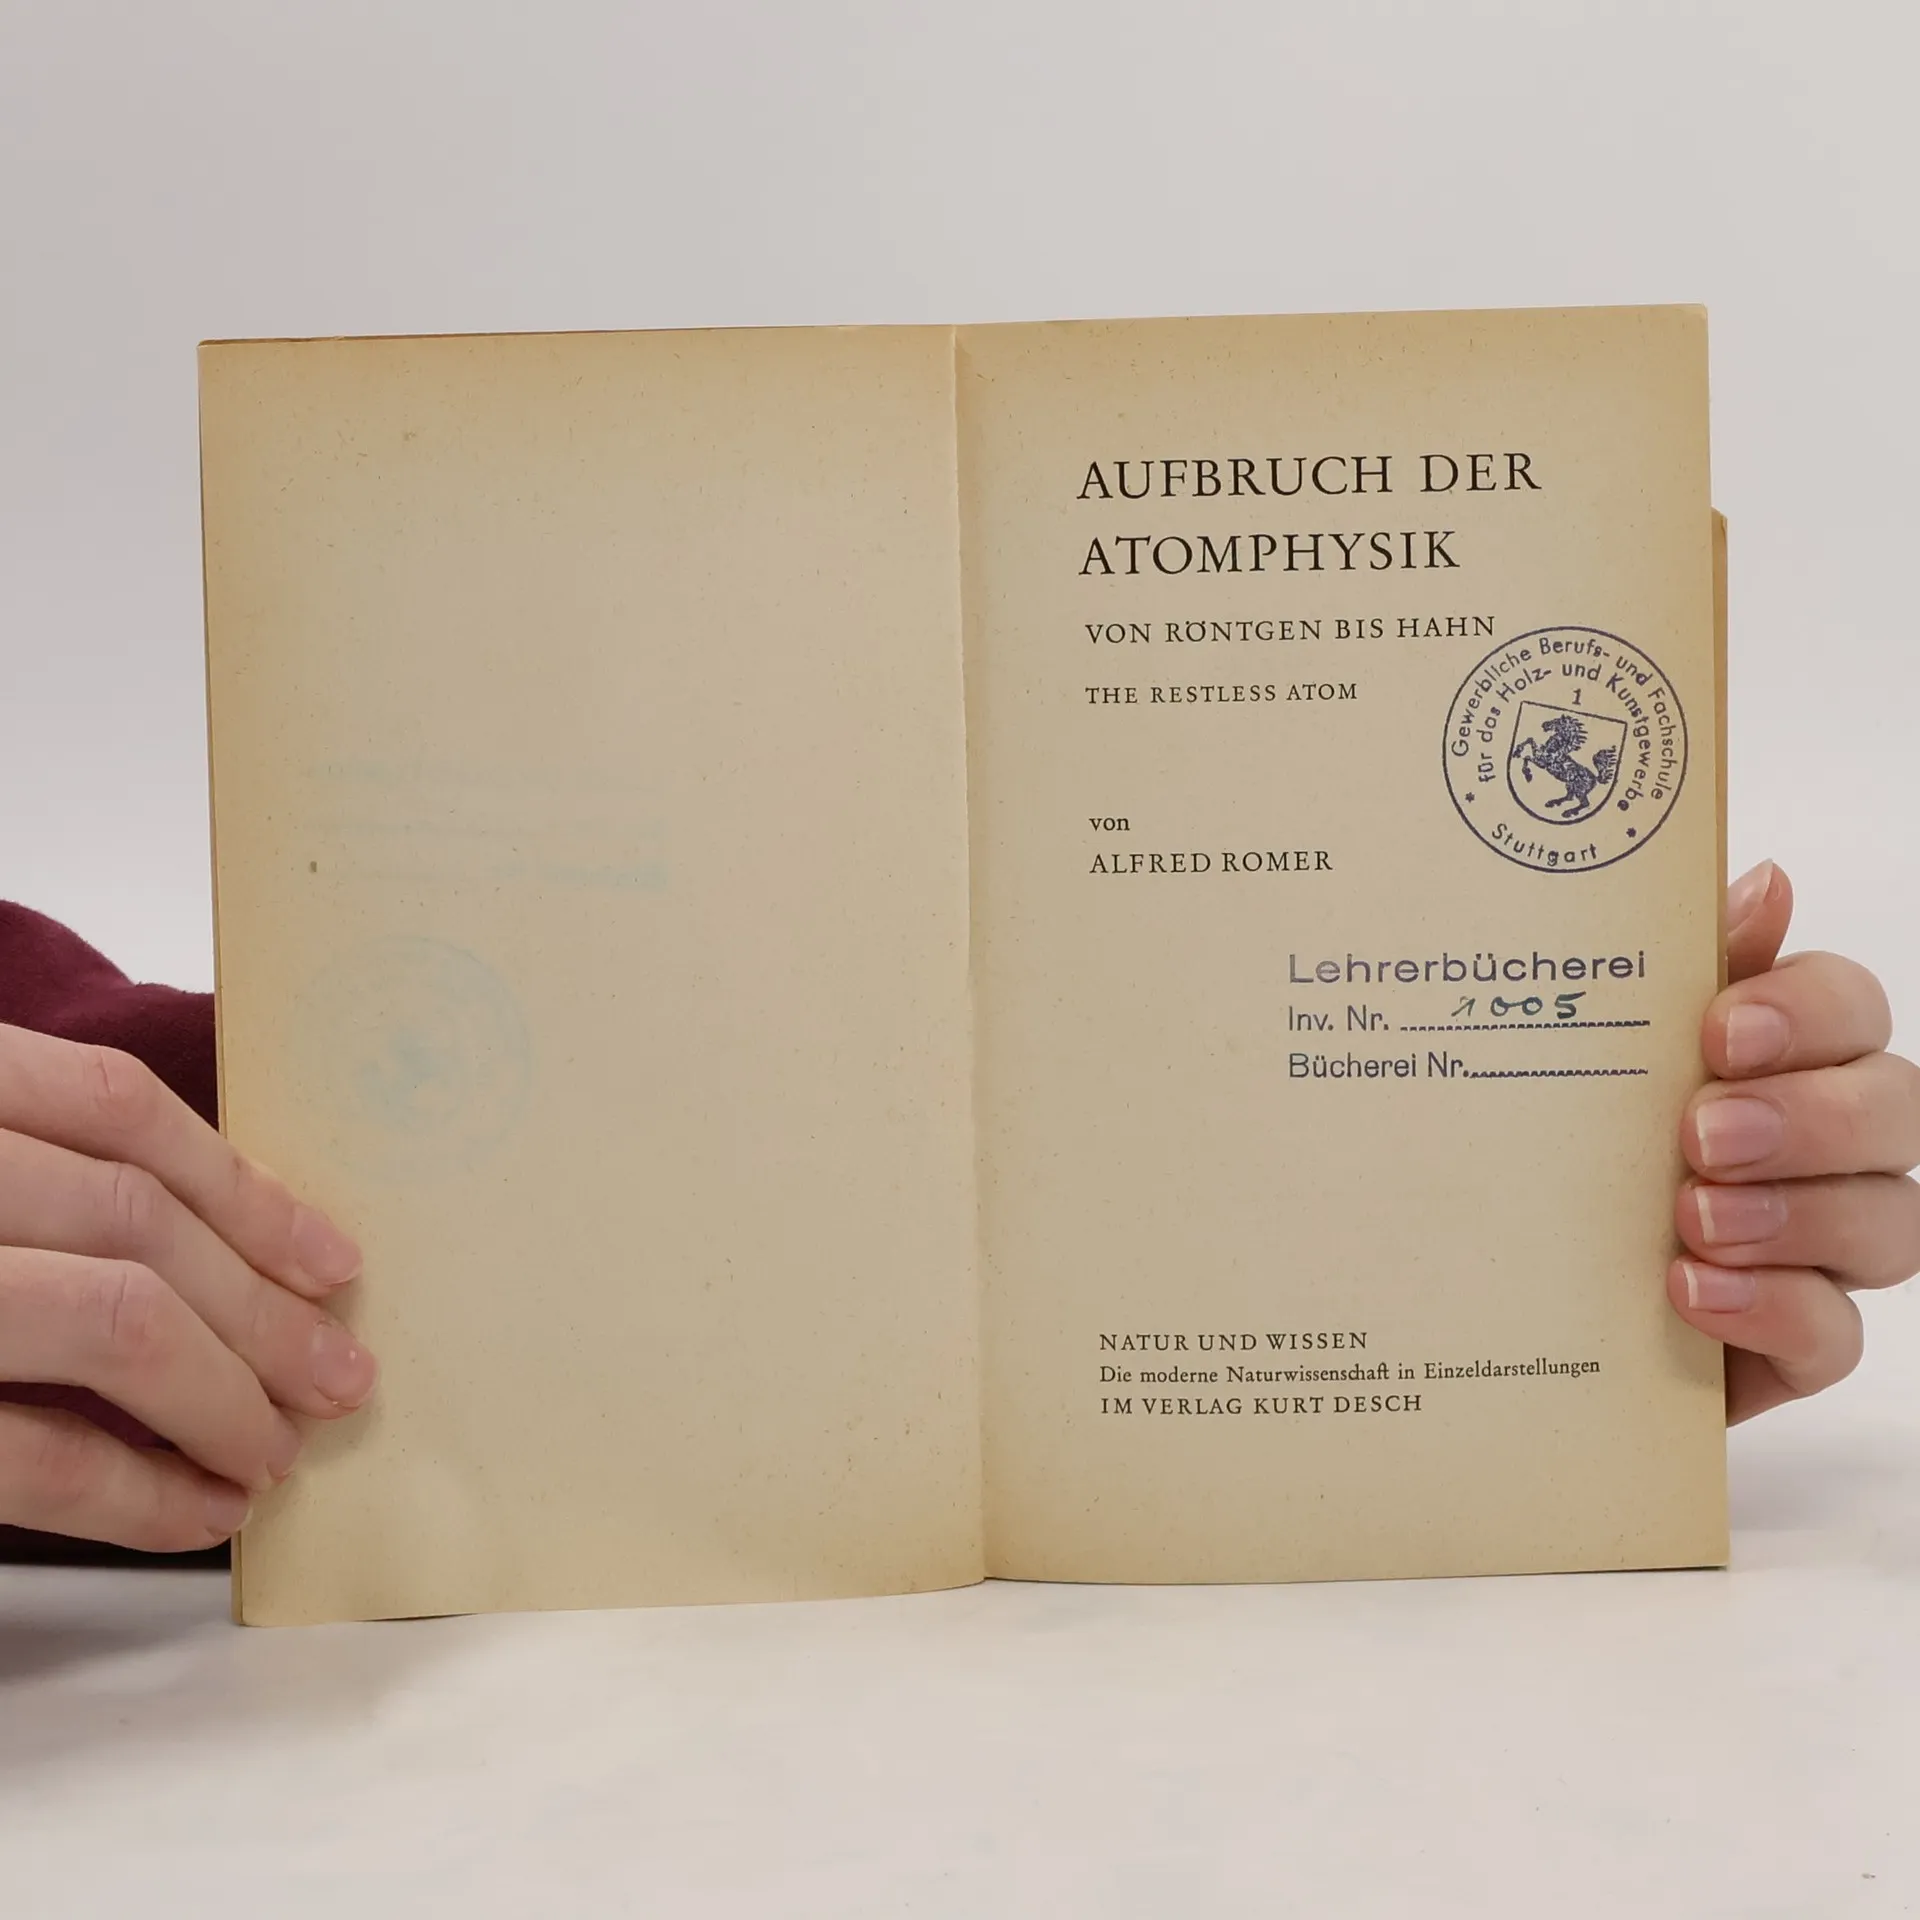 AUFBRUCH DER
ATOMPHYSIK
VON RÖNTGEN BIS HAHN
THE RESTLESS ATOM
Gewerbliche Berufs- und Fachschule
für das Holz- und Kunstgewerbe
1
* Stuttgart *
von
ALFRED ROMER
Lehrerbücherei
Inv. Nr. 1005
Bücherei Nr.
NATUR UND WISSEN
Die moderne Naturwissenschaft in Einzeldarstellungen
IM VERLAG KURT DESCH